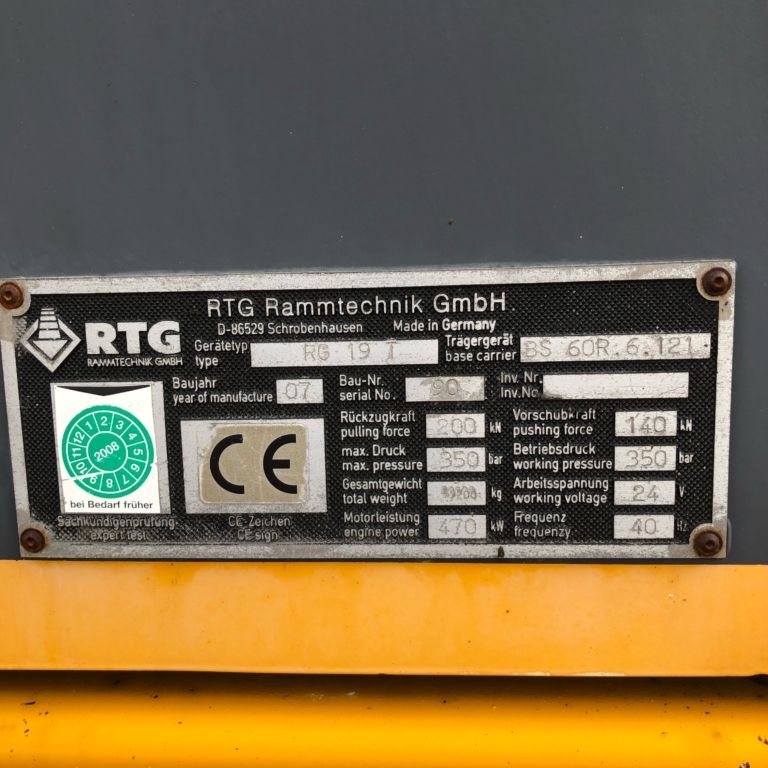 RTG Rammtechnik GmbH
D-86529 Schrobenhausen Made in Germany
RTG
RAMMTECHNIK GMBH
Gerätetyp
type
RG 19 T
Trägergerät
base carrier
BS 60R.6.121
Baujahr
year of manufacture
07
Bau-Nr.
serial No.
90
Inv. Nr.
Inv.No.
Rückzugkraft
pulling force
200 kN
Vorschubkraft
pushing force
140 kN
max. Druck
max. pressure
350 bar
Betriebsdruck
working pressure
350 bar
Gesamtgewicht
total weight
kg
Arbeitsspannung
working voltage
24 V
Motorleistung
engine power
470 kW
Frequenz
frequenzy
40 Hz
1 2 3 4 5 6 7 8 9 10 11 12
2008
bei Bedarf früher
Sachkundigenprüfung
expert test
CE
CE-Zeichen
CE sign